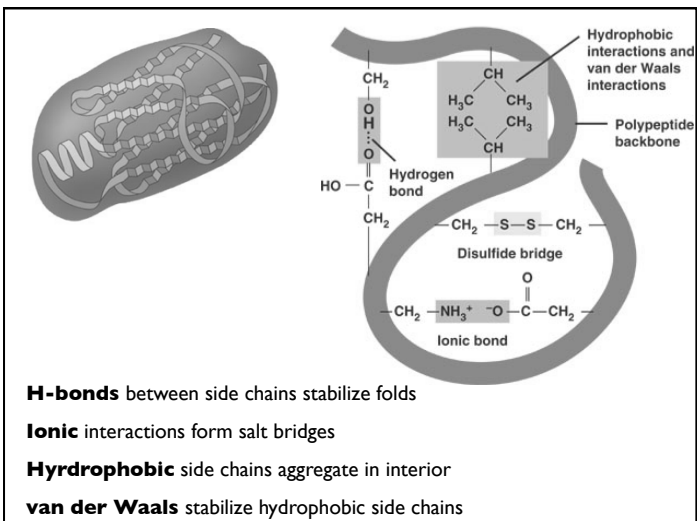 Hydrophobic
interactions and
van der Waals
interactions
CH₂
CH
O
H₃C CH₃
H
H₃C CH₃
Polypeptide
backbone
O
CH
Hydrogen
bond
HO — C
CH₂
— CH₂ — S — S — CH₂ —
Disulfide bridge
O
— CH₂ — NH₃⁺ ⁻O — C — CH₂ —
Ionic bond
H-bonds between side chains stabilize folds
Ionic interactions form salt bridges
Hyrdrophobic side chains aggregate in interior
van der Waals stabilize hydrophobic side chains